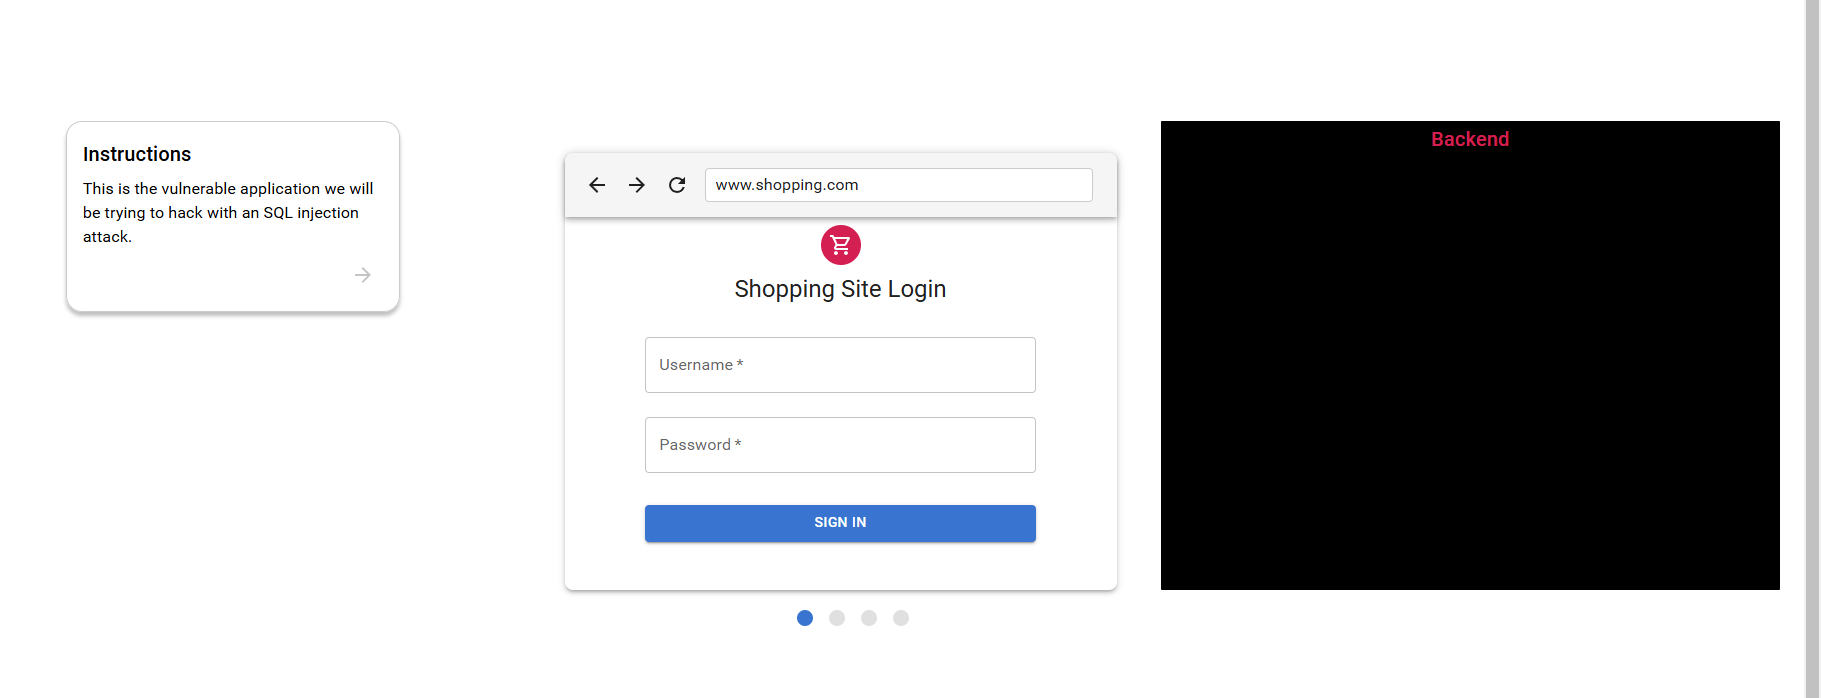 Instructions
This is the vulnerable application we will
be trying to hack with an SQL injection
attack.
www.shopping.com
Shopping Site Login
Username *
Password *
SIGN IN
Backend